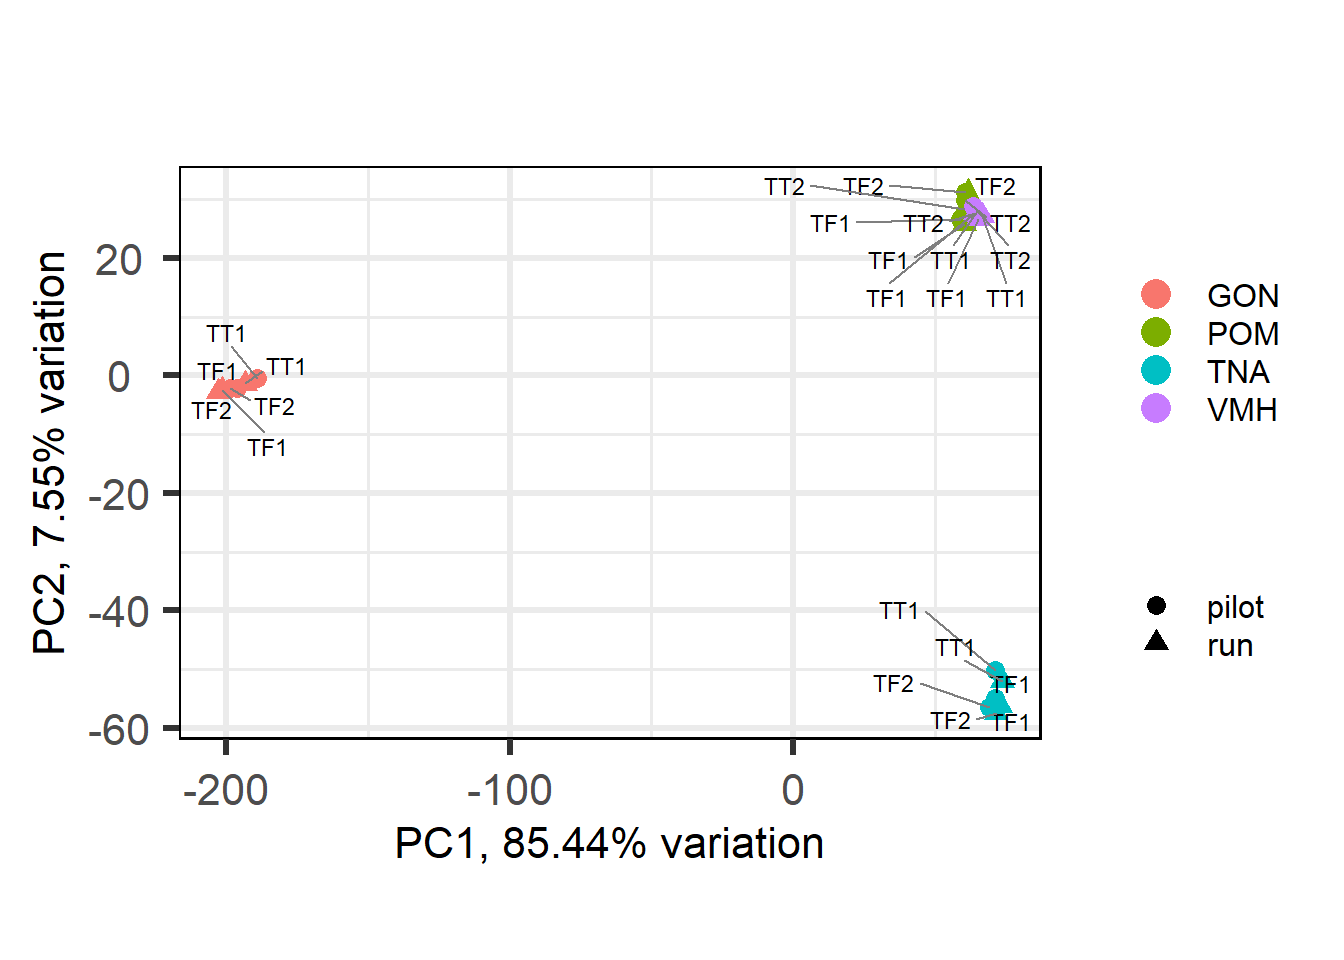 TT2 TF2 TF2
TF1 TT2 TT2
TF1 TT1 TT2
TF1 TF1 TT1
TT1
TF1 TT1
TF2 TF2
TF1
TT1
TT1
TF2 TF1
TF2 TF1
20
0
-20
-40
-60
-200 -100 0
PC1, 85.44% variation
PC2, 7.55% variation
GON
POM
TNA
VMH
pilot
run